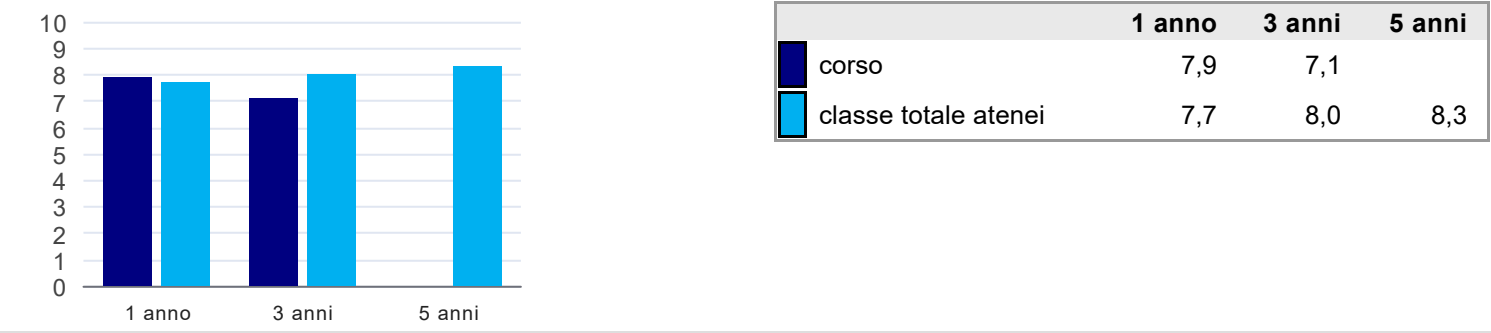 10
9
8
7
6
5
4
3
2
1
0
1 anno 3 anni 5 anni
1 anno 3 anni 5 anni
corso 7,9 7,1
classe totale atenei 7,7 8,0 8,3